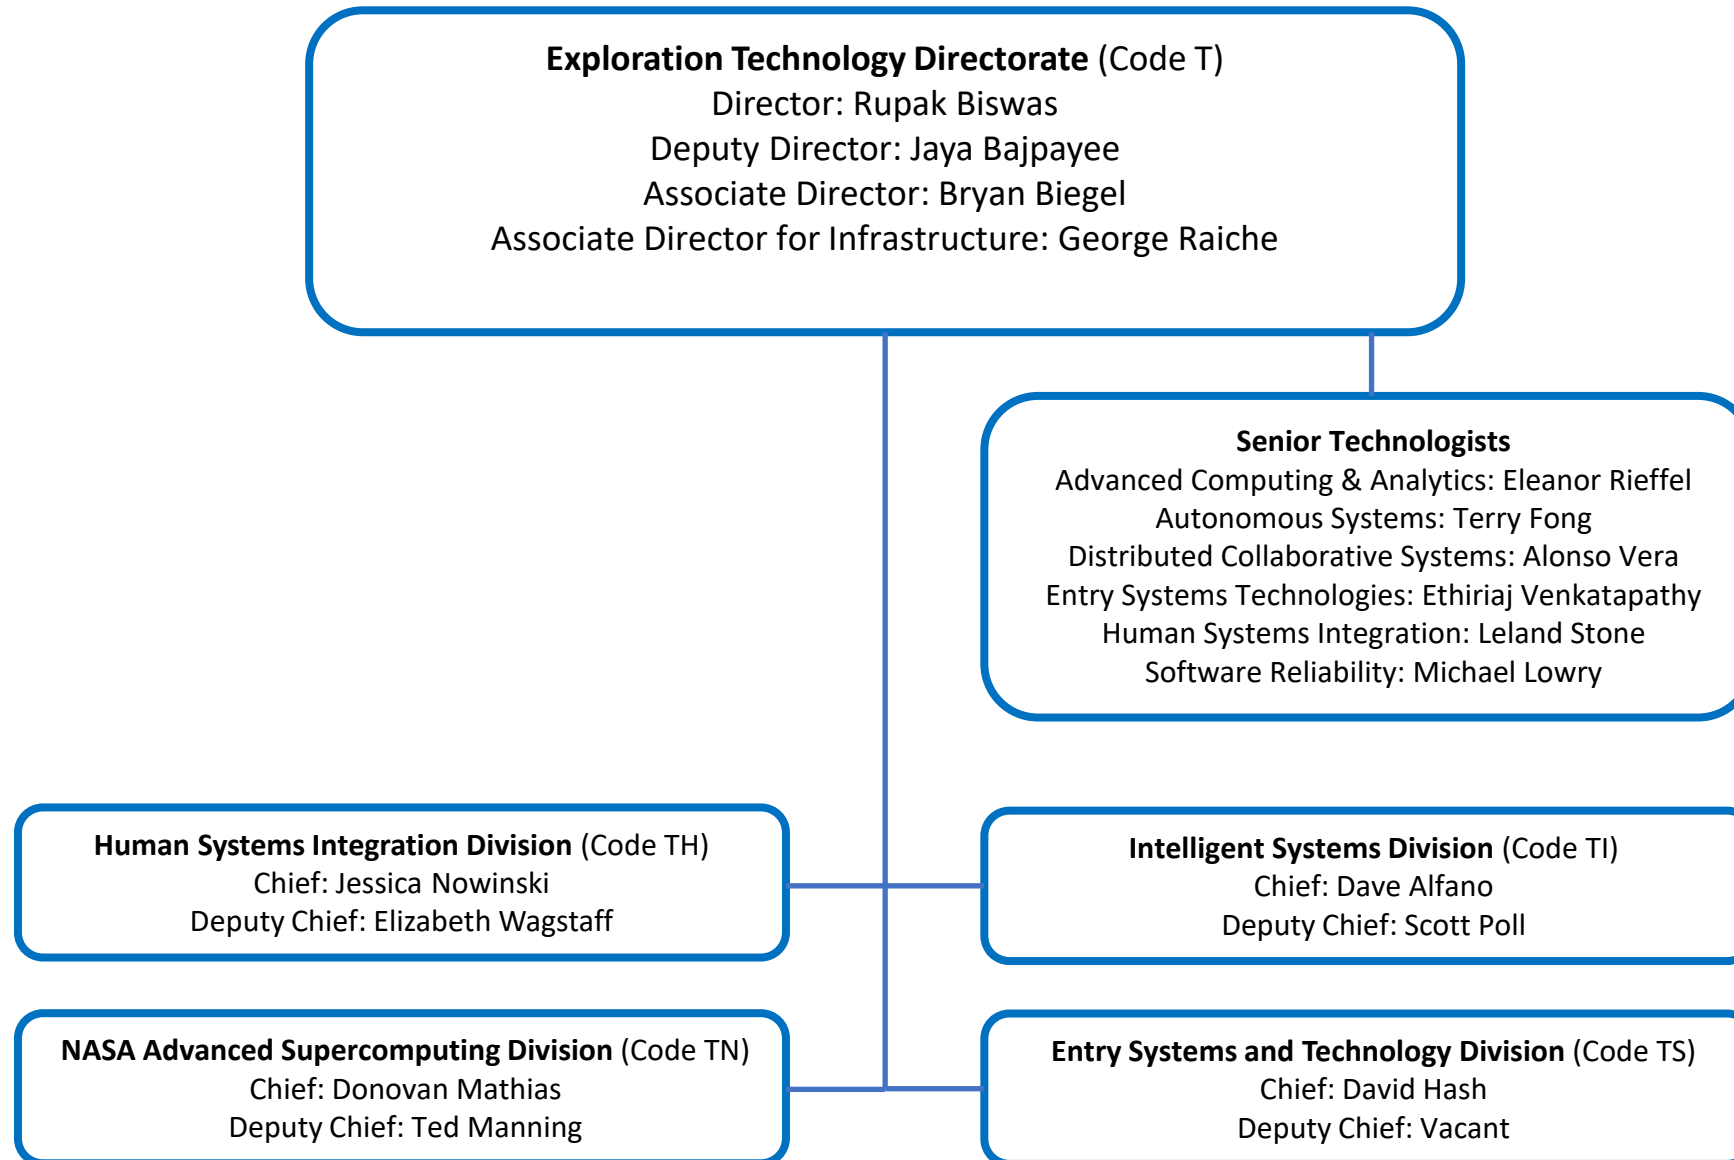 Exploration Technology Directorate (Code T)
Director: Rupak Biswas
Deputy Director: Jaya Bajpayee
Associate Director: Bryan Biegel
Associate Director for Infrastructure: George Raiche
Senior Technologists
Advanced Computing & Analytics: Eleanor Rieffel
Autonomous Systems: Terry Fong
Distributed Collaborative Systems: Alonso Vera
Entry Systems Technologies: Ethiriaj Venkatapathy
Human Systems Integration: Leland Stone
Software Reliability: Michael Lowry
Human Systems Integration Division (Code TH)
Chief: Jessica Nowinski
Deputy Chief: Elizabeth Wagstaff
Intelligent Systems Division (Code TI)
Chief: Dave Alfano
Deputy Chief: Scott Poll
NASA Advanced Supercomputing Division (Code TN)
Chief: Donovan Mathias
Deputy Chief: Ted Manning
Entry Systems and Technology Division (Code TS)
Chief: David Hash
Deputy Chief: Vacant